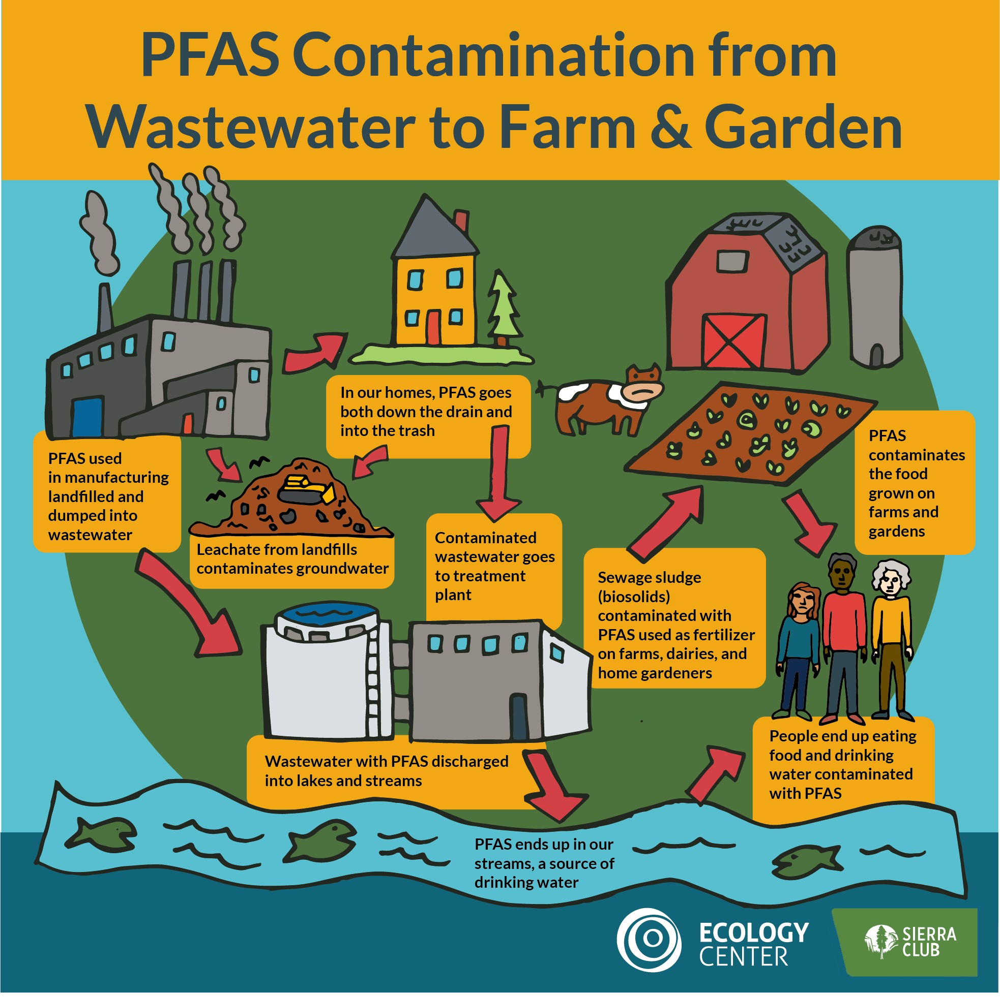 PFAS Contamination from
Wastewater to Farm & Garden
In our homes, PFAS goes
both down the drain and
into the trash
PFAS used
in manufacturing
landfilled and
dumped into
wastewater
PFAS
contaminates
the food
grown on
farms and
gardens
Leachate from landfills
contaminates groundwater
Contaminated
wastewater goes
to treatment
plant
Sewage sludge
(biosolids)
contaminated with
PFAS used as fertilizer
on farms, dairies, and
home gardeners
People end up eating
food and drinking
water contaminated
with PFAS
Wastewater with PFAS discharged
into lakes and streams
PFAS ends up in our
streams, a source of
drinking water
ECOLOGY
CENTER
SIERRA
CLUB